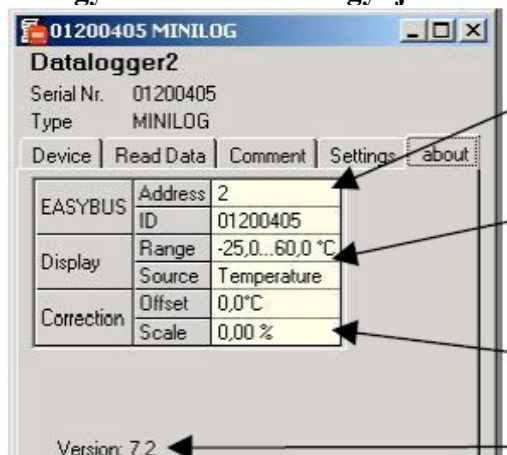 01200405 MINILOG
Datalogger2
Serial Nr. 01200405
Type MINILOG
Device Read Data Comment Settings about
EASYBUS Address 2
ID 01200405
Display Range -25,0...60,0 °C
Source Temperature
Correction Offset 0,0°C
Scale 0,00 %
Version: 7.2